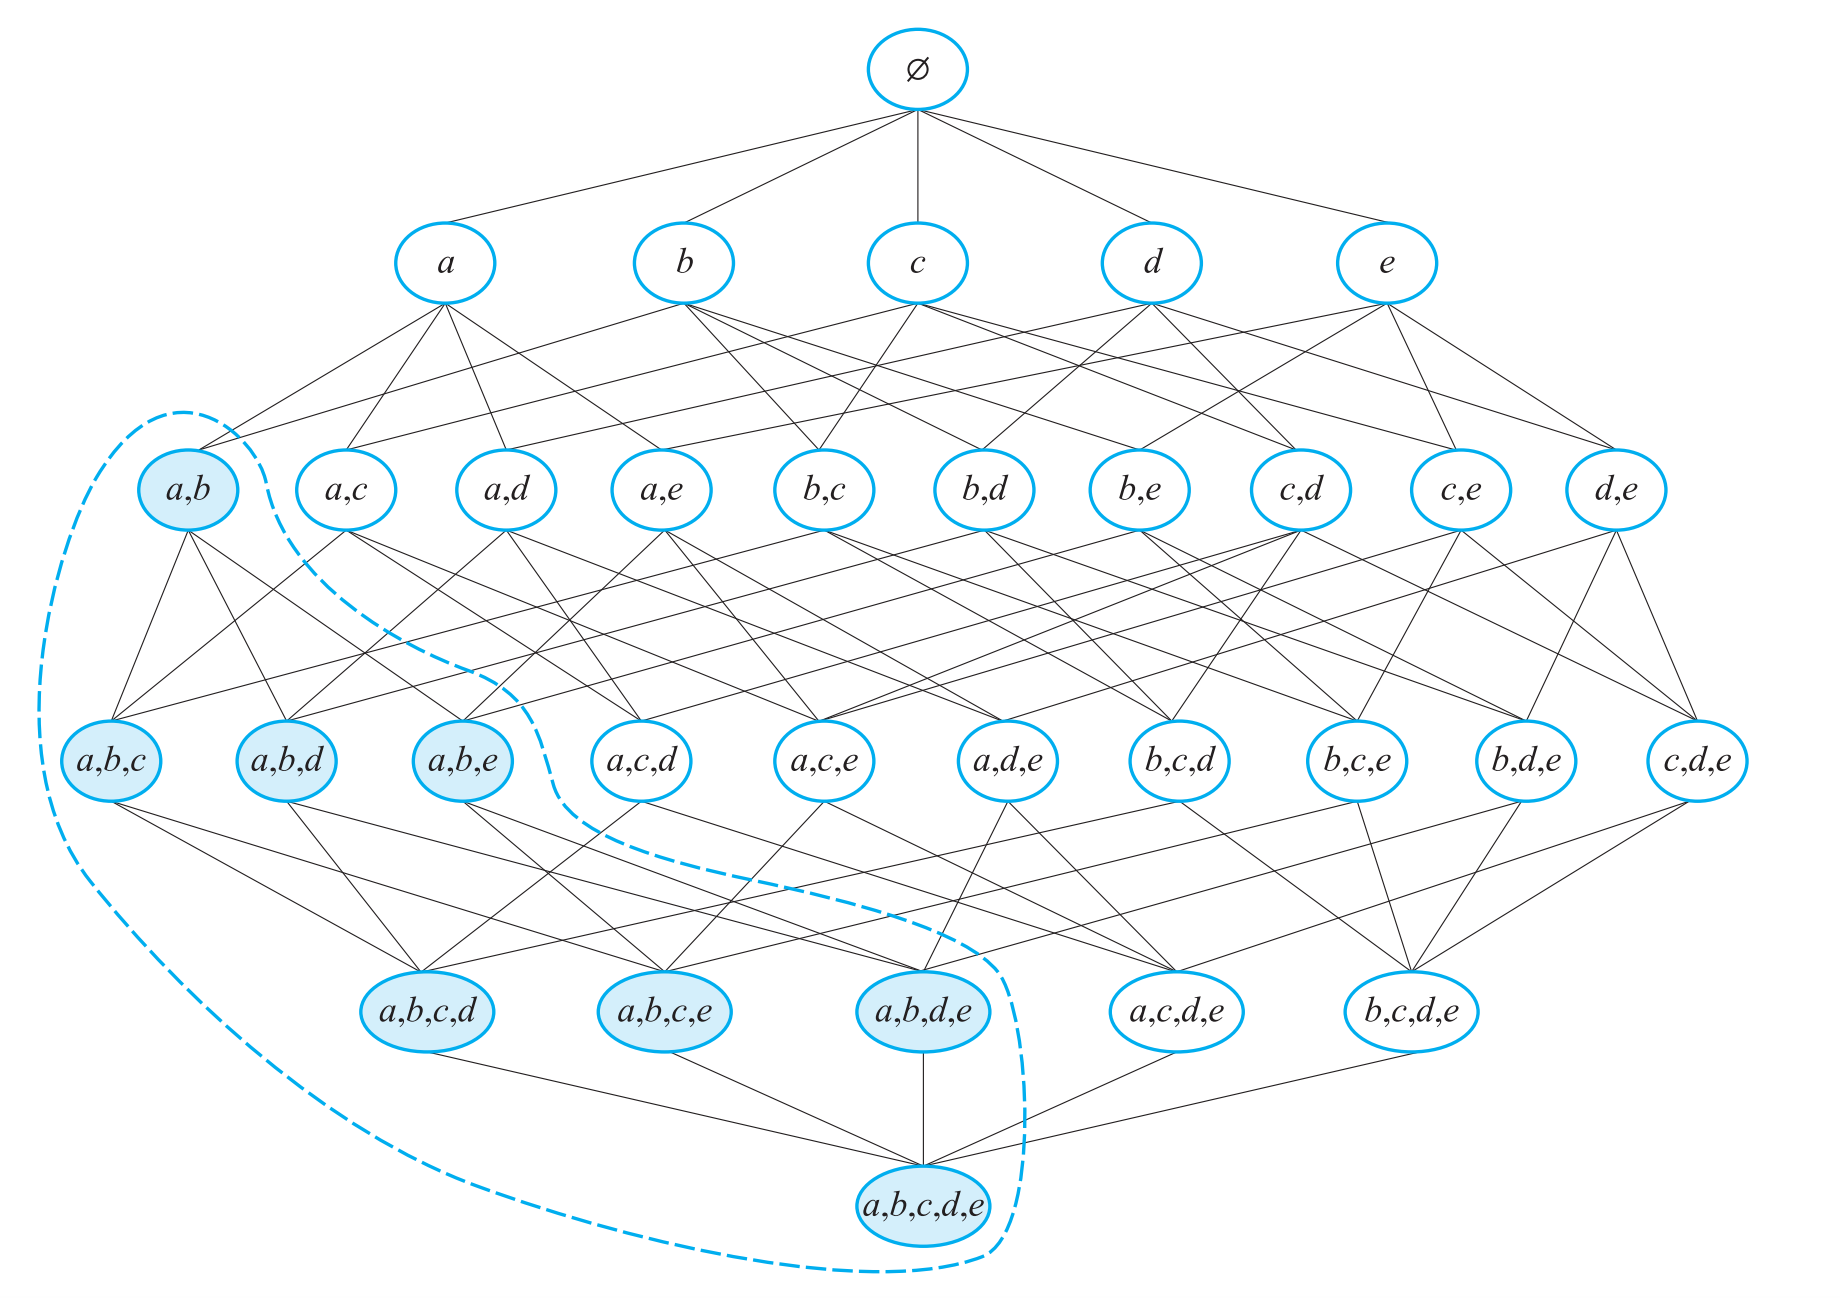 ∅
a b c d e
a,b a,c a,d a,e b,c b,d b,e c,d c,e d,e
a,b,c a,b,d a,b,e a,c,d a,c,e a,d,e b,c,d b,c,e b,d,e c,d,e
a,b,c,d a,b,c,e a,b,d,e a,c,d,e b,c,d,e
a,b,c,d,e